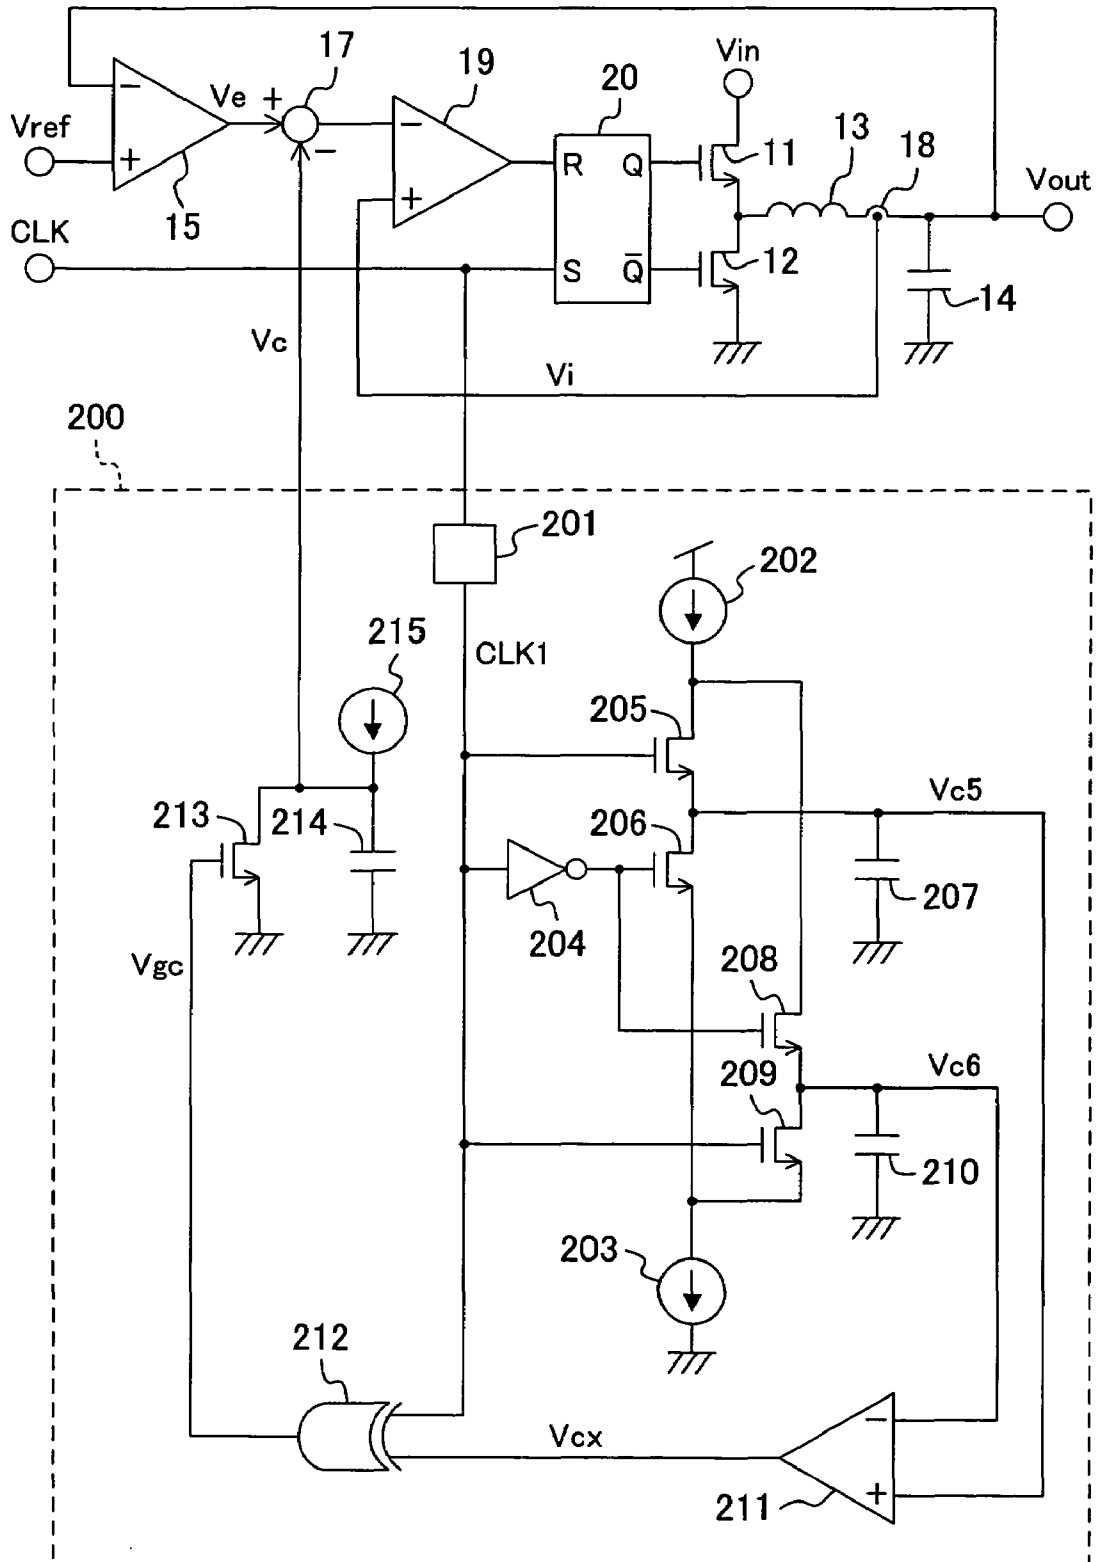 17
19
20
Vin
Ve
+
−
−
−
Vref
+
+
15
R
Q
11
13
18
Vout
CLK
S
Q̅
12
14
Vc
Vi
200
201
202
215
CLK1
205
Vc5
213
214
206
204
207
Vgc
208
209
Vc6
210
203
212
Vcx
−
+
211